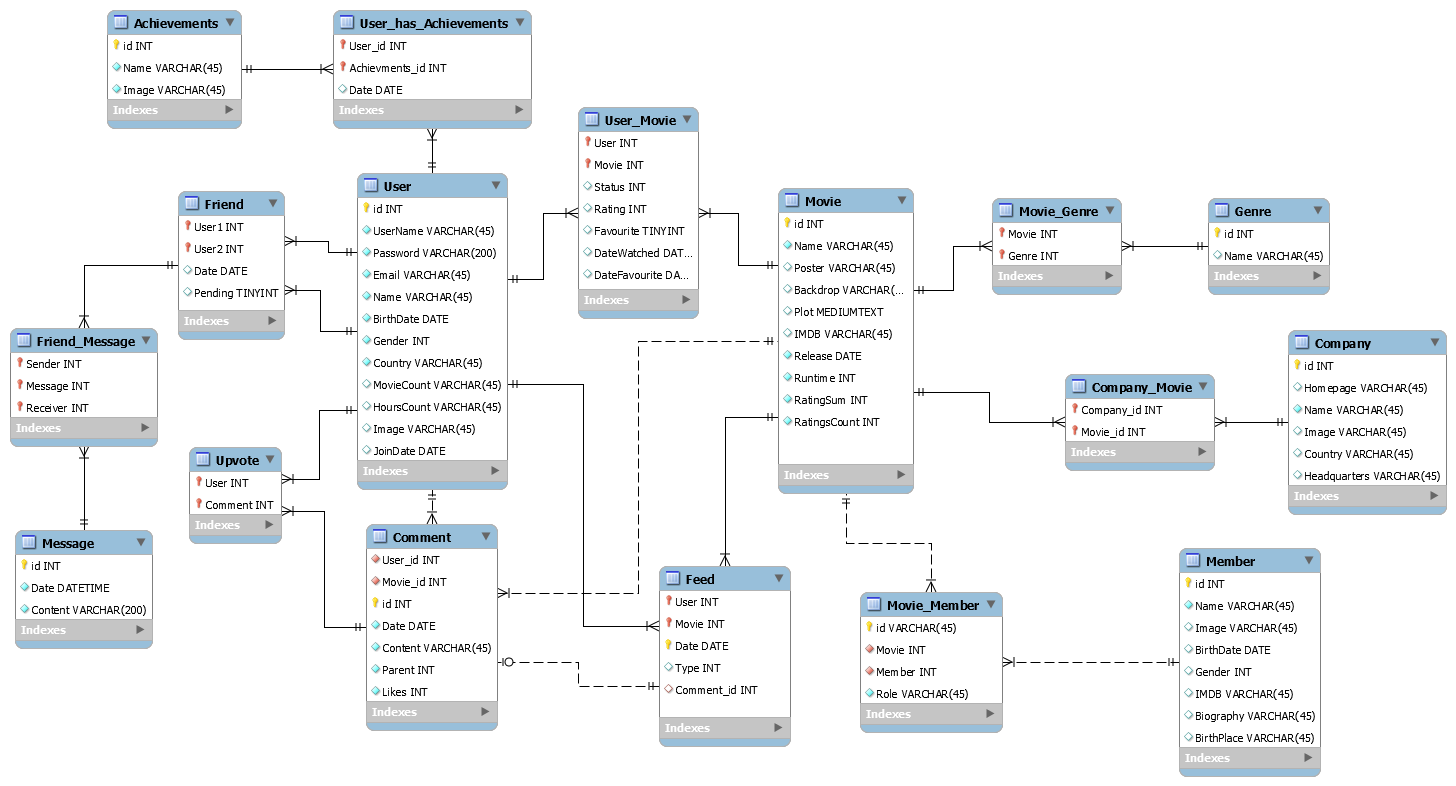 Achievements
id INT
Name VARCHAR(45)
Image VARCHAR(45)
Indexes
User_has_Achievements
User_id INT
Achievments_id INT
Date DATE
Indexes
User_Movie
User INT
Movie INT
Status INT
Rating INT
Favourite TINYINT
DateWatched DAT...
DateFavourite DA...
Indexes
User
id INT
UserName VARCHAR(45)
Password VARCHAR(200)
Email VARCHAR(45)
Name VARCHAR(45)
BirthDate DATE
Gender INT
Country VARCHAR(45)
MovieCount VARCHAR(45)
HoursCount VARCHAR(45)
Image VARCHAR(45)
JoinDate DATE
Indexes
Friend
User1 INT
User2 INT
Date DATE
Pending TINYINT
Indexes
Movie
id INT
Name VARCHAR(45)
Poster VARCHAR(45)
Backdrop VARCHAR(...
Plot MEDIUMTEXT
IMDB VARCHAR(45)
Release DATE
Runtime INT
RatingSum INT
RatingsCount INT
Indexes
Movie_Genre
Movie INT
Genre INT
Indexes
Genre
id INT
Name VARCHAR(45)
Indexes
Friend_Message
Sender INT
Message INT
Receiver INT
Indexes
Company
id INT
Homepage VARCHAR(45)
Name VARCHAR(45)
Image VARCHAR(45)
Country VARCHAR(45)
Headquarters VARCHAR(45)
Indexes
Company_Movie
Company_id INT
Movie_id INT
Indexes
Upvote
User INT
Comment INT
Indexes
Message
id INT
Date DATETIME
Content VARCHAR(200)
Indexes
Comment
User_id INT
Movie_id INT
id INT
Date DATE
Content VARCHAR(45)
Parent INT
Likes INT
Indexes
Feed
User INT
Movie INT
Date DATE
Type INT
Comment_id INT
Indexes
Movie_Member
id VARCHAR(45)
Movie INT
Member INT
Role VARCHAR(45)
Indexes
Member
id INT
Name VARCHAR(45)
Image VARCHAR(45)
BirthDate DATE
Gender INT
IMDB VARCHAR(45)
Biography VARCHAR(45)
BirthPlace VARCHAR(45)
Indexes